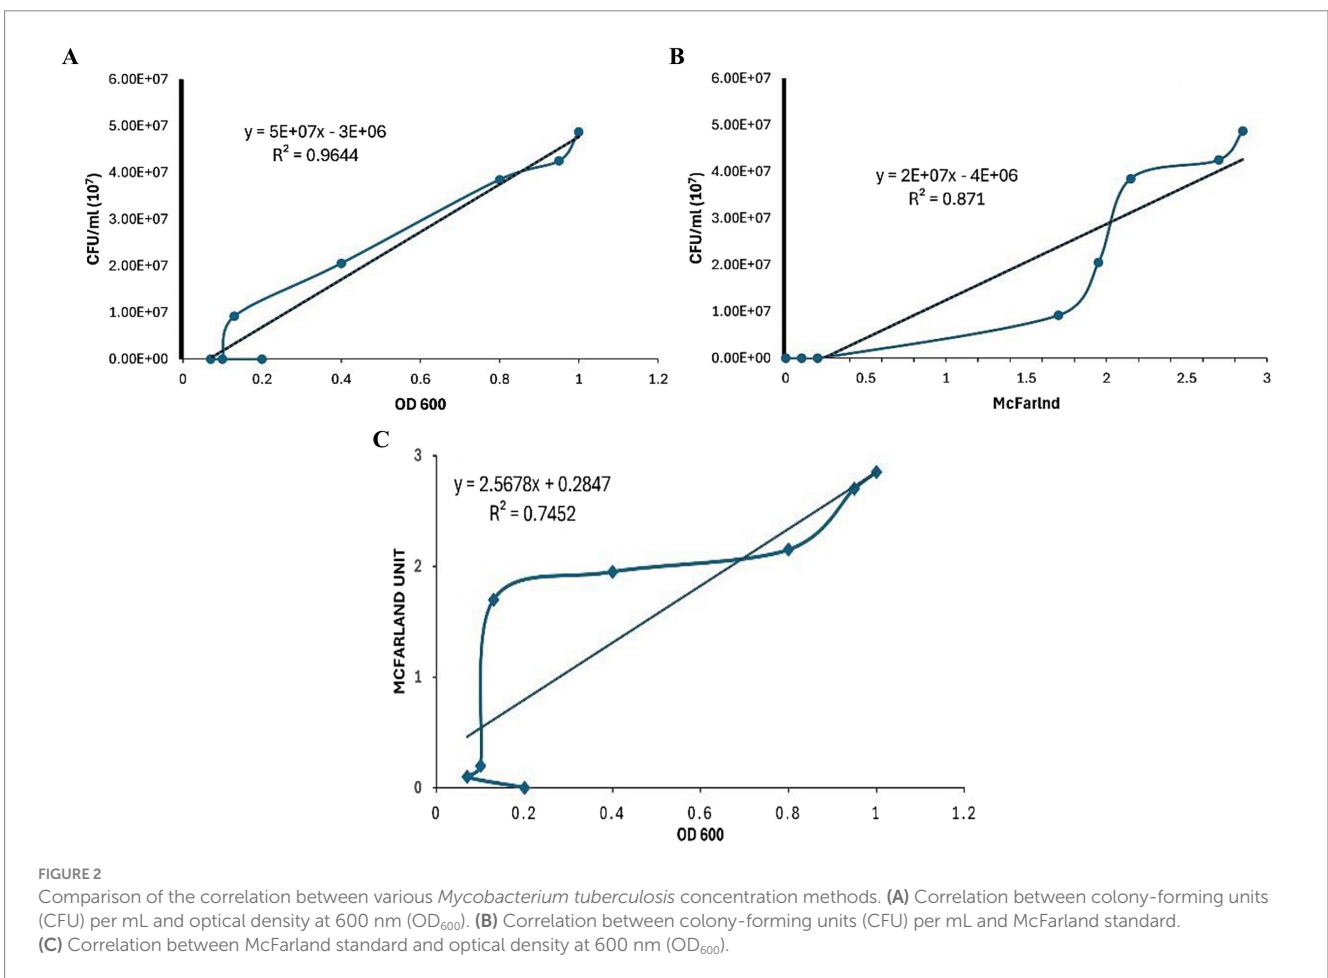 A
6.00E+07
5.00E+07
4.00E+07
3.00E+07
2.00E+07
1.00E+07
0.00E+00
CFU/ml (10⁷)
y = 5E+07x - 3E+06
R² = 0.9644
0 0.2 0.4 0.6 0.8 1 1.2
OD 600
B
6.00E+07
5.00E+07
4.00E+07
3.00E+07
2.00E+07
1.00E+07
0.00E+00
CFU/ml (10⁷)
y = 2E+07x - 4E+06
R² = 0.871
0 0.5 1 1.5 2 2.5 3
McFarlnd
C
3
2
1
0
MCFARLAND UNIT
y = 2.5678x + 0.2847
R² = 0.7452
0 0.2 0.4 0.6 0.8 1 1.2
OD 600
FIGURE 2
Comparison of the correlation between various Mycobacterium tuberculosis concentration methods. (A) Correlation between colony-forming units
(CFU) per mL and optical density at 600 nm (OD₆₀₀). (B) Correlation between colony-forming units (CFU) per mL and McFarland standard.
(C) Correlation between McFarland standard and optical density at 600 nm (OD₆₀₀).